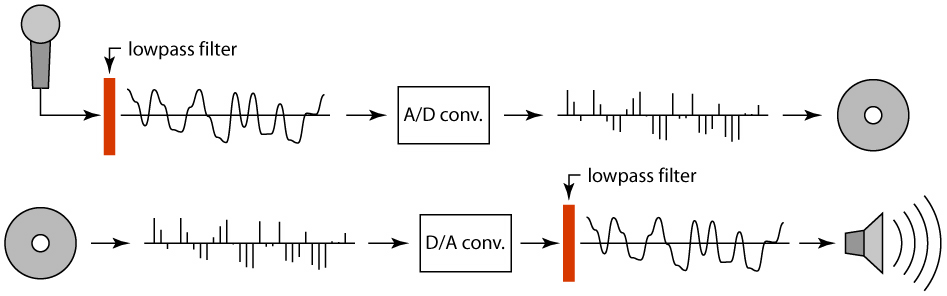 lowpass filter
A/D conv.
lowpass filter
D/A conv.